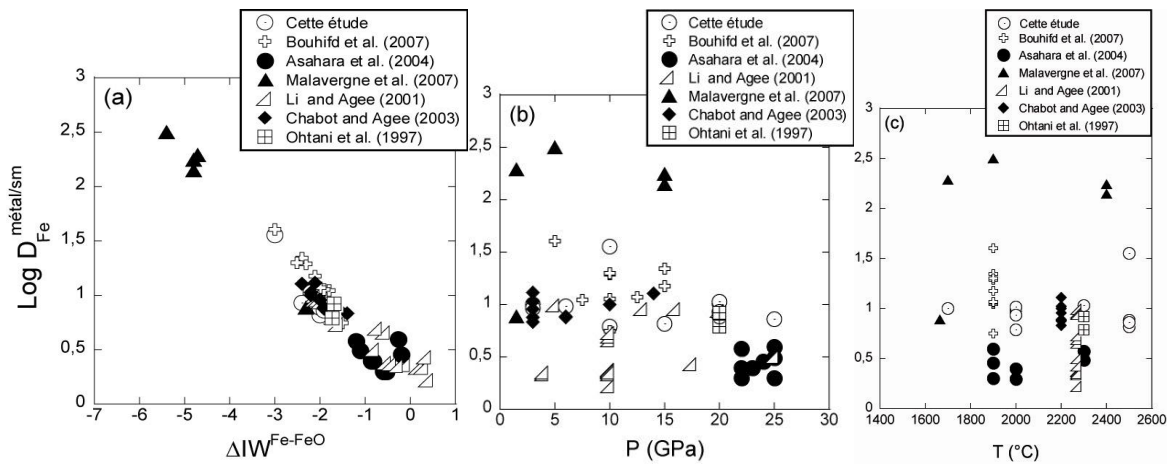 Cette étude
Bouhifd et al. (2007)
Asahara et al. (2004)
Malavergne et al. (2007)
Li and Agee (2001)
Chabot and Agee (2003)
Ohtani et al. (1997)
(a)
3
2,5
2
1,5
1
0,5
0
-7 -6 -5 -4 -3 -2 -1 0 1
Log D Fe métal/sm
ΔIW Fe-FeO
Cette étude
Bouhifd et al. (2007)
Asahara et al. (2004)
Li and Agee (2001)
Malavergne et al. (2007)
Chabot and Agee (2003)
Ohtani et al. (1997)
(b)
3
2,5
2
1,5
1
0,5
0
0 5 10 15 20 25 30
P (GPa)
Cette étude
Bouhifd et al. (2007)
Asahara et al. (2004)
Malavergne et al. (2007)
Li and Agee (2001)
Chabot and Agee (2003)
Ohtani et al. (1997)
(c)
3
2,5
2
1,5
1
0,5
0
1400 1600 1800 2000 2200 2400 2600
T (°C)